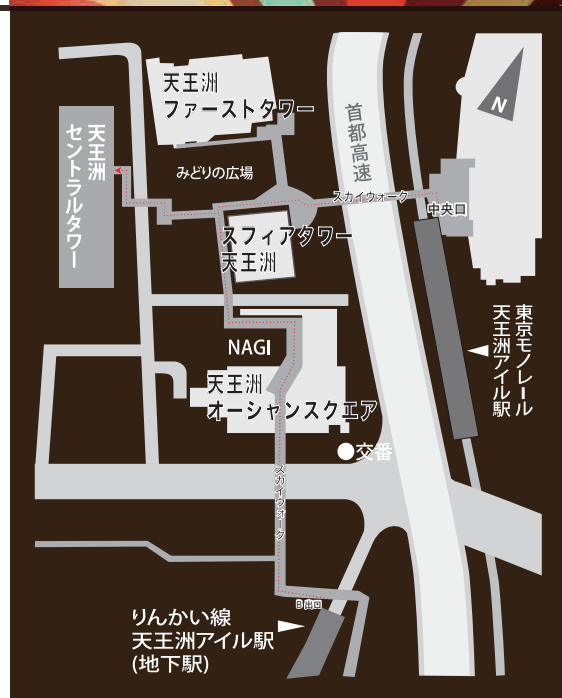 天王洲
ファーストタワー
N
首都高速
天王洲
セントラルタワー
みどりの広場
スカイウォーク
中央口
スフィアタワー
天王洲
東京モノレール
天王洲アイル駅
NAGI
天王洲
オーシャンスクエア
交番
スカイウォーク
B出口
りんかい線
天王洲アイル駅
(地下駅)